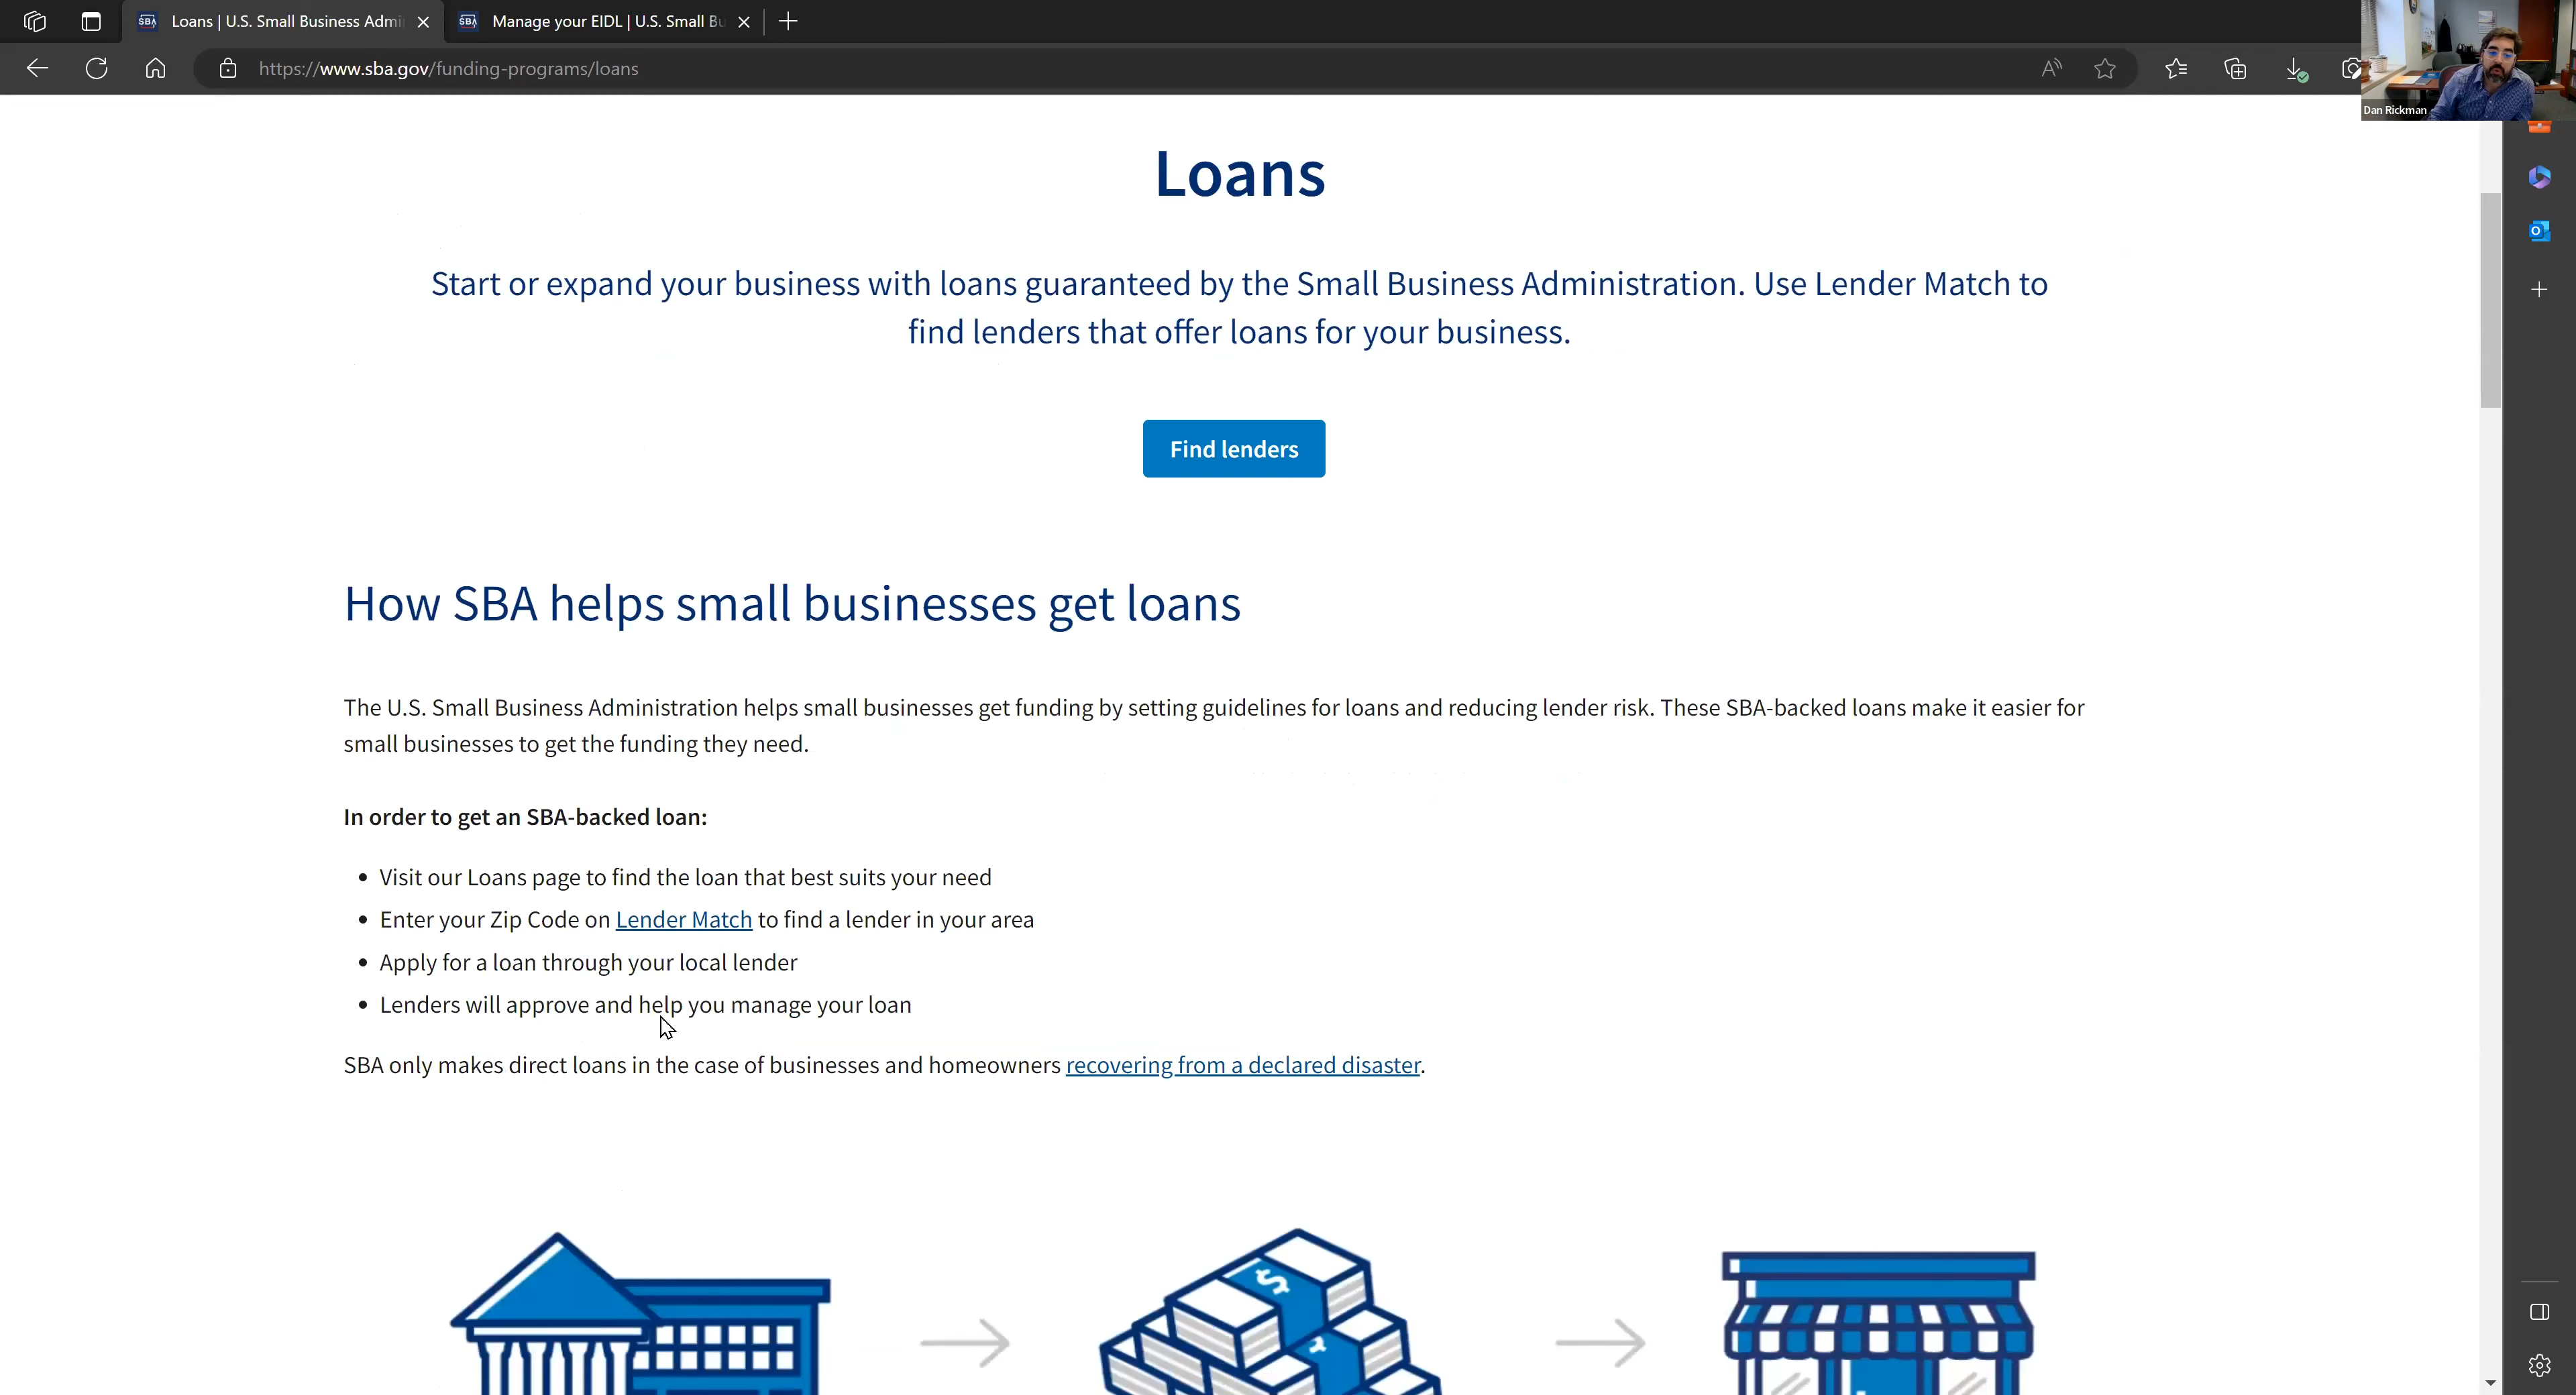 SBA
Loans | U.S. Small Business Admi
SBA
Manage your EIDL | U.S. Small Bu
https://www.sba.gov/funding-programs/loans
Dan Rickman
Loans
Start or expand your business with loans guaranteed by the Small Business Administration. Use Lender Match to
find lenders that offer loans for your business.
Find lenders
How SBA helps small businesses get loans
The U.S. Small Business Administration helps small businesses get funding by setting guidelines for loans and reducing lender risk. These SBA-backed loans make it easier for
small businesses to get the funding they need.
In order to get an SBA-backed loan:
• Visit our Loans page to find the loan that best suits your need
• Enter your Zip Code on Lender Match to find a lender in your area
• Apply for a loan through your local lender
• Lenders will approve and help you manage your loan
SBA only makes direct loans in the case of businesses and homeowners recovering from a declared disaster.